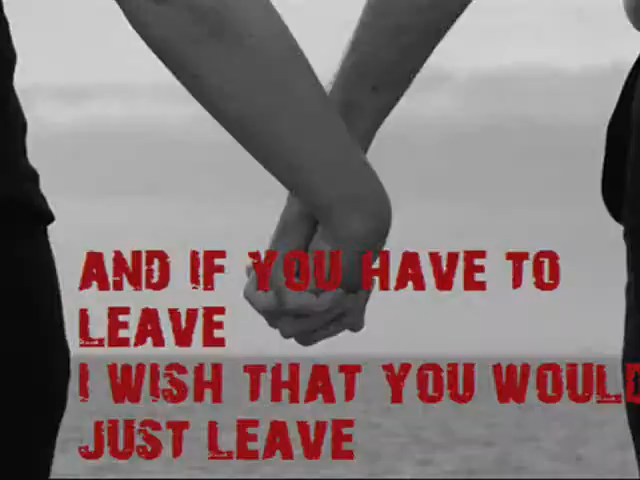 AND IF YOU HAVE TO
LEAVE
I WISH THAT YOU WOULD
JUST LEAVE